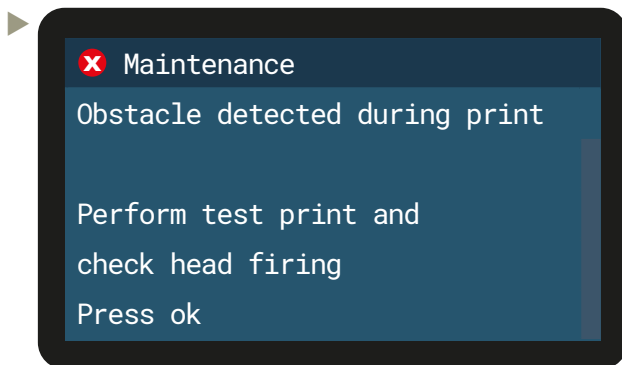 Maintenance
Obstacle detected during print
Perform test print and
check head firing
Press ok